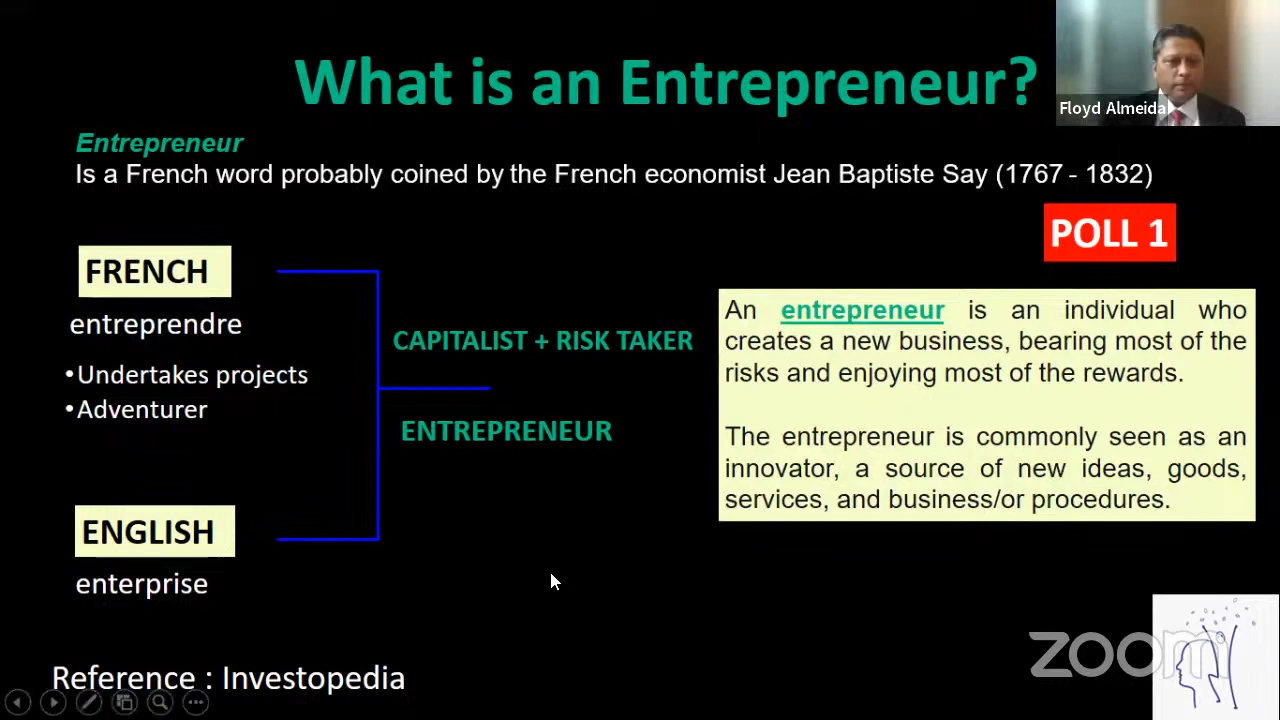 What is an Entrepreneur?
Floyd Almeida
Entrepreneur
Is a French word probably coined by the French economist Jean Baptiste Say (1767 - 1832)
POLL 1
FRENCH
entreprendre
•Undertakes projects
•Adventurer
CAPITALIST + RISK TAKER
ENTREPRENEUR
ENGLISH
enterprise
An entrepreneur is an individual who
creates a new business, bearing most of the
risks and enjoying most of the rewards.
The entrepreneur is commonly seen as an
innovator, a source of new ideas, goods,
services, and business/or procedures.
Reference : Investopedia
zoom